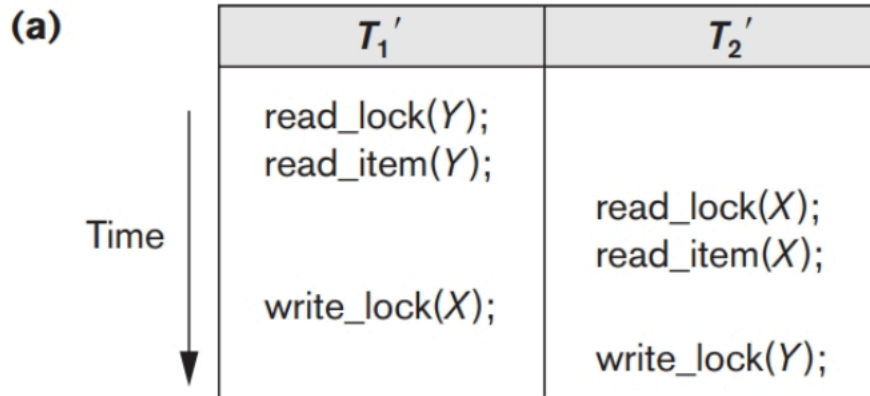 (a)
T₁′ T₂′
read_lock(Y);
read_item(Y);
read_lock(X);
Time
read_item(X);
write_lock(X);
write_lock(Y);